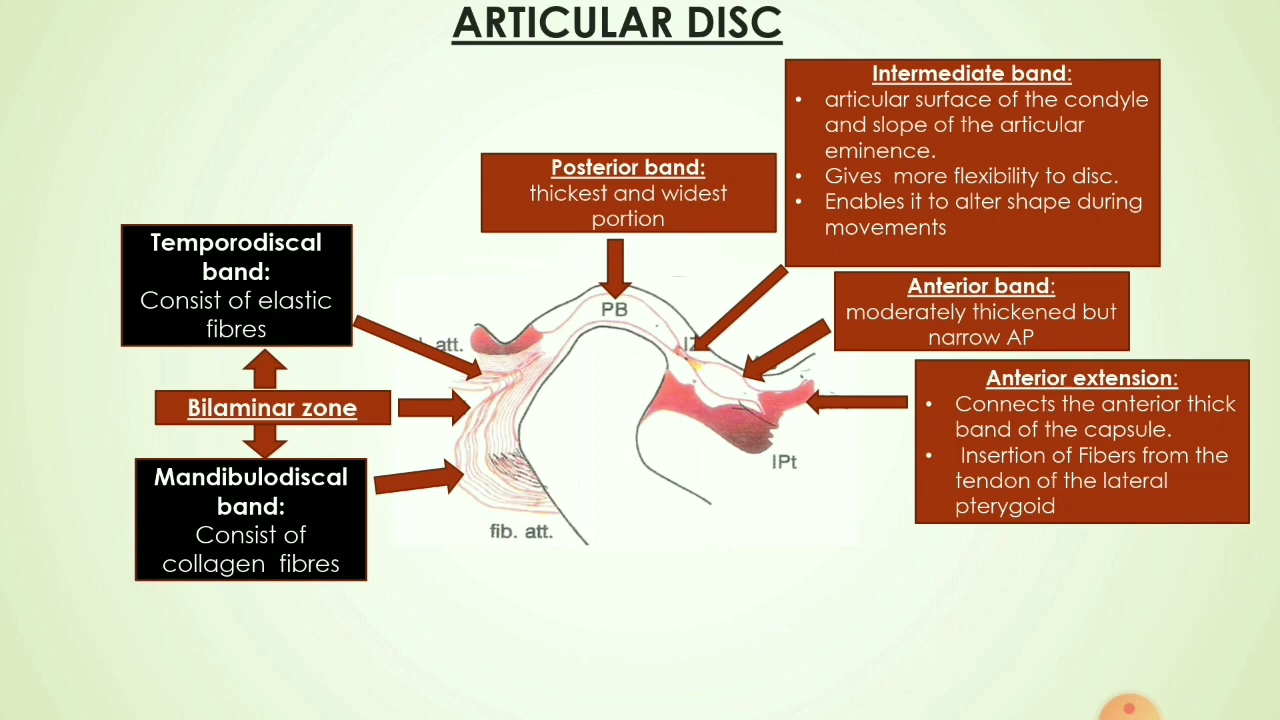 ARTICULAR DISC
Intermediate band:
• articular surface of the condyle
and slope of the articular
eminence.
• Gives more flexibility to disc.
• Enables it to alter shape during
movements
Posterior band:
thickest and widest
portion
Temporodiscal
band:
Consist of elastic
fibres
Anterior band:
moderately thickened but
narrow AP
Bilaminar zone
Anterior extension:
• Connects the anterior thick
band of the capsule.
• Insertion of Fibers from the
tendon of the lateral
pterygoid
Mandibulodiscal
band:
Consist of
collagen fibres
PB
att.
IZ
lPt
fib. att.